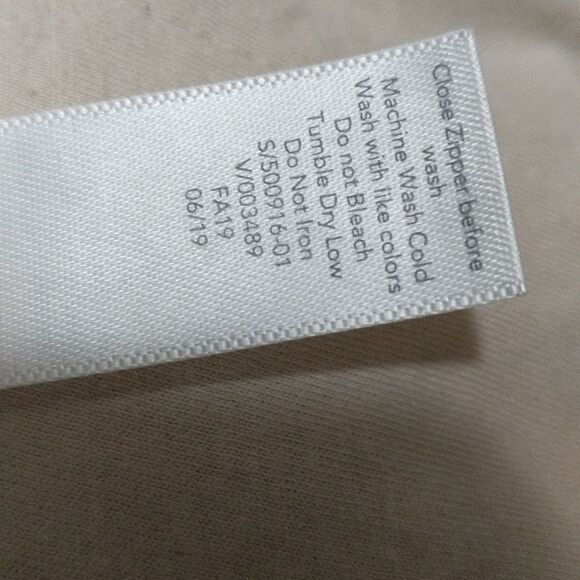 Close Zipper before
wash
Machine Wash Cold
Wash with like colors
Do not Bleach
Tumble Dry Low
Do Not Iron
S/500916-01
V/003489
FA19
06/19